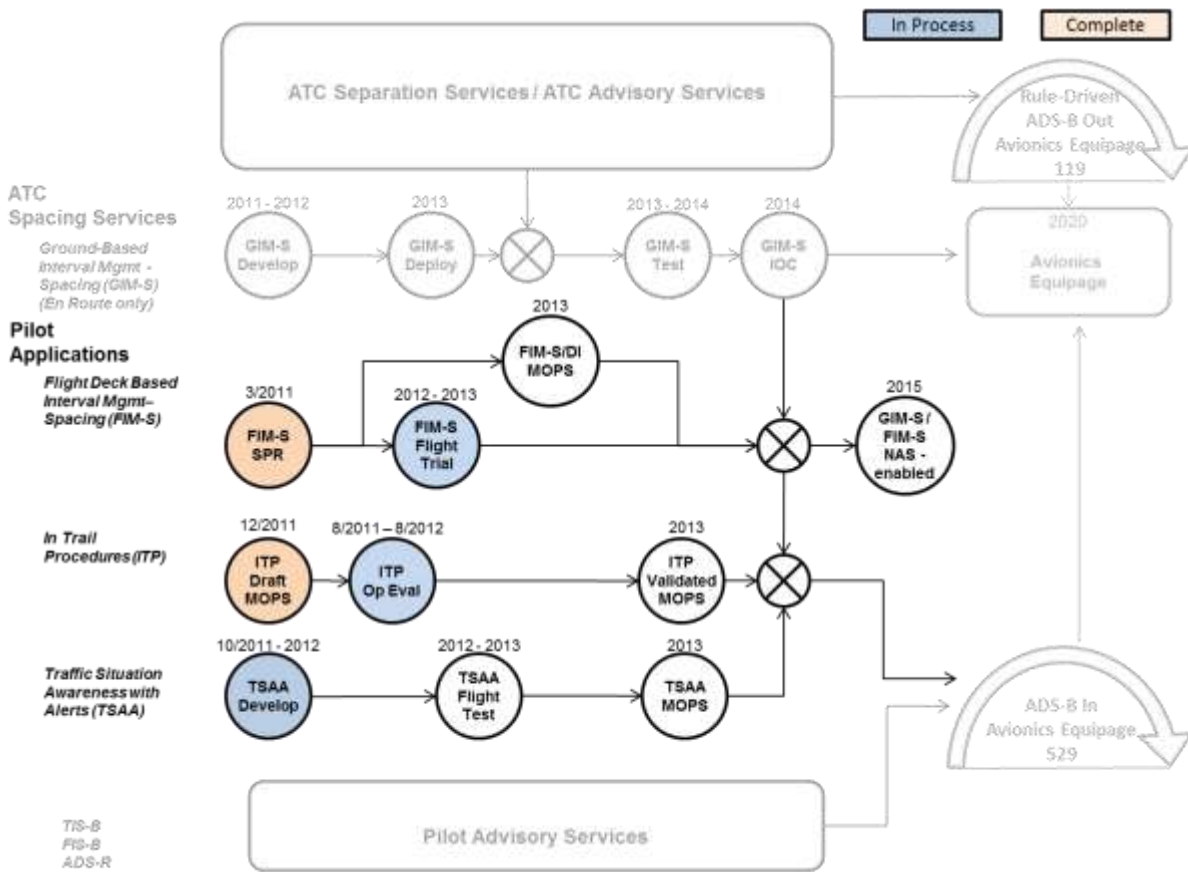 In Process
Complete
ATC Separation Services / ATC Advisory Services
Rule-Driven
ADS-B Out
Avionics Equipage
119
ATC
Spacing Services
Ground-Based
Interval Mgmt -
Spacing (GIM-S)
(En Route only)
2011 - 2012
GIM-S
Develop
2013
GIM-S
Deploy
2013 - 2014
GIM-S
Test
2014
GIM-S
IOC
2020
Avionics
Equipage
Pilot
Applications
Flight Deck Based
Interval Mgmt–
Spacing (FIM-S)
3/2011
FIM-S
SPR
2012 - 2013
FIM-S
Flight
Trial
2013
FIM-S/DI
MOPS
2015
GIM-S /
FIM-S
NAS -
enabled
In Trail
Procedures (ITP)
12/2011
ITP
Draft
MOPS
8/2011 – 8/2012
ITP
Op Eval
2013
ITP
Validated
MOPS
Traffic Situation
Awareness with
Alerts (TSAA)
10/2011 - 2012
TSAA
Develop
2012 - 2013
TSAA
Flight
Test
2013
TSAA
MOPS
ADS-B In
Avionics Equipage
529
TIS-B
FIS-B
ADS-R
Pilot Advisory Services